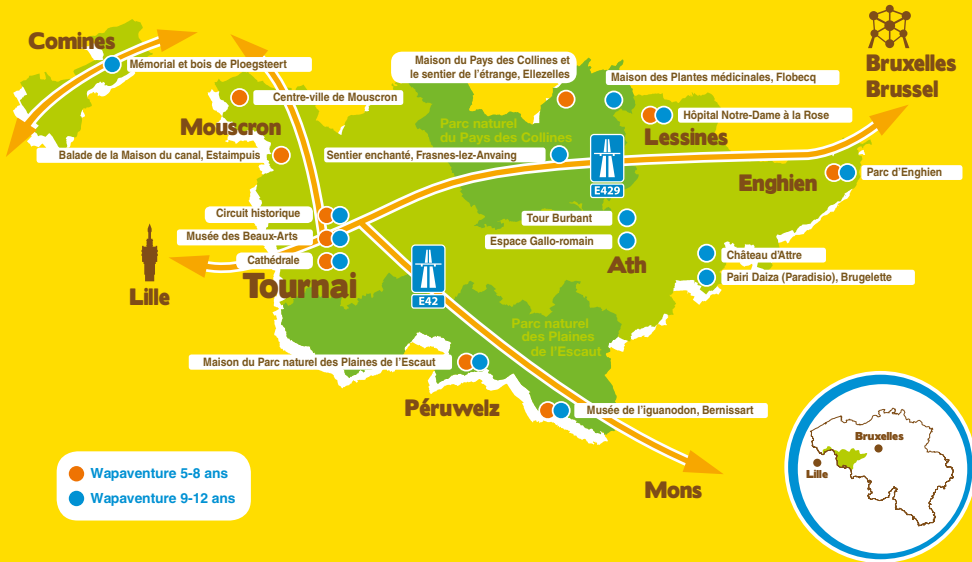 Comines
Mémorial et bois de Ploegsteert
Maison du Pays des Collines et
le sentier de l'étrange, Ellezelles
Bruxelles
Brussel
Maison des Plantes médicinales, Flobecq
Centre-ville de Mouscron
Hôpital Notre-Dame à la Rose
Mouscron
Parc naturel
du Pays des Collines
Lessines
Balade de la Maison du canal, Estaimpuis
Sentier enchanté, Frasnes-lez-Anvaing
E429
Enghien
Parc d'Enghien
Circuit historique
Tour Burbant
Musée des Beaux-Arts
Espace Gallo-romain
Cathédrale
Ath
Château d'Attre
Lille
Tournai
E42
Pairi Daiza (Paradisio), Brugelette
Parc naturel
des Plaines
de l'Escaut
Maison du Parc naturel des Plaines de l'Escaut
Péruwelz
Musée de l'iguanodon, Bernissart
Wapaventure 5-8 ans
Wapaventure 9-12 ans
Mons
Bruxelles
Lille